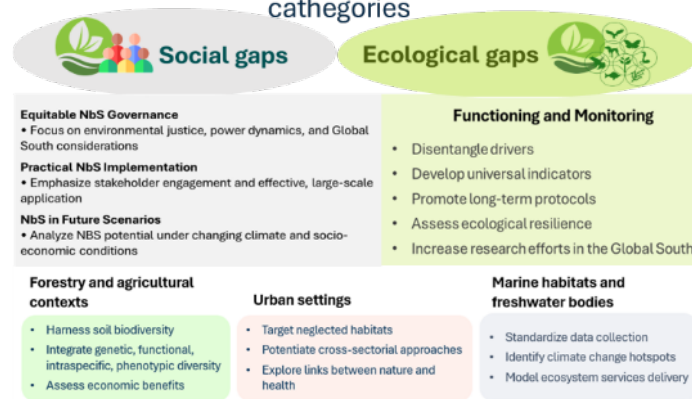 cathegories
Social gaps
Ecological gaps
Equitable NbS Governance
• Focus on environmental justice, power dynamics, and Global
South considerations
Practical NbS Implementation
• Emphasize stakeholder engagement and effective, large-scale
application
NbS in Future Scenarios
• Analyze NBS potential under changing climate and socio-
economic conditions
Functioning and Monitoring
• Disentangle drivers
• Develop universal indicators
• Promote long-term protocols
• Assess ecological resilience
• Increase research efforts in the Global South
Forestry and agricultural
contexts
• Harness soil biodiversity
• Integrate genetic, functional,
intraspecific, phenotypic diversity
• Assess economic benefits
Urban settings
• Target neglected habitats
• Potentiate cross-sectorial approaches
• Explore links between nature and
health
Marine habitats and
freshwater bodies
• Standardize data collection
• Identify climate change hotspots
• Model ecosystem services delivery